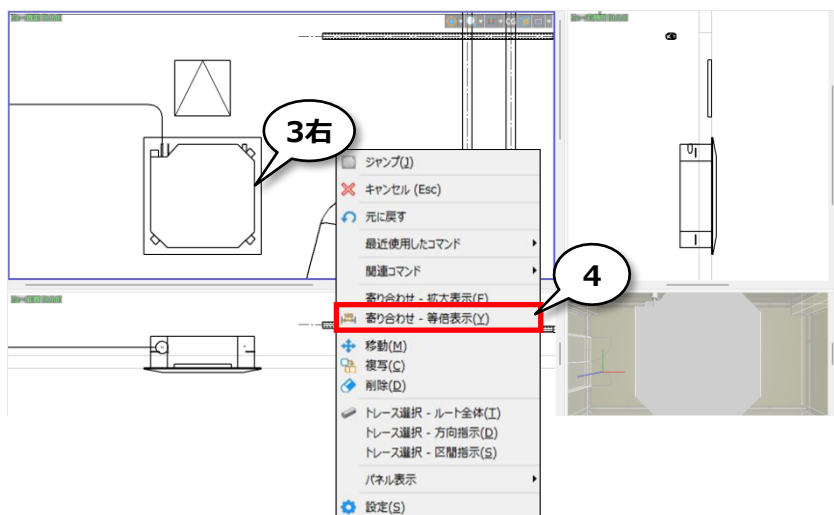 3右
ジャンプ(J)
キャンセル (Esc)
元に戻す
最近使用したコマンド
関連コマンド
寄り合わせ - 拡大表示(F)
4
寄り合わせ - 等倍表示(Y)
移動(M)
複写(C)
削除(D)
トレース選択 - ルート全体(T)
トレース選択 - 方向指示(D)
トレース選択 - 区間指示(S)
パネル表示
設定(S)